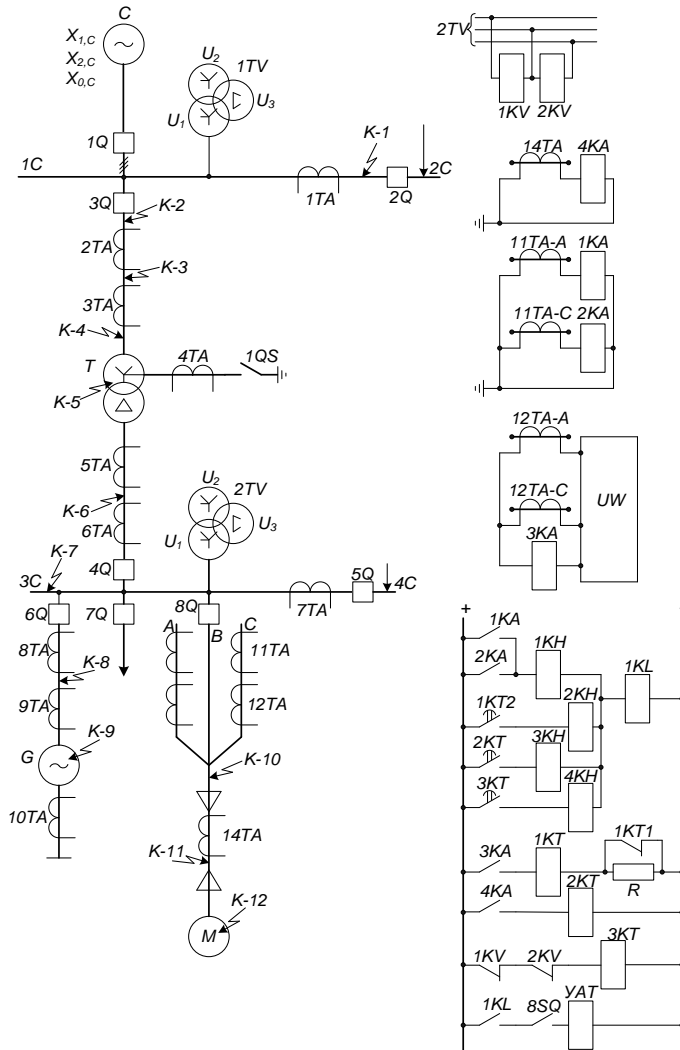 C
X1,C
X2,C
X0,C
U2
1TV
U3
U1
K-1
1Q
1C
2C
1TA
2Q
3Q
K-2
2TA
K-3
3TA
K-4
T
4TA
1QS
K-5
5TA
K-6
6TA
U2
2TV
U3
U1
K-7
4Q
3C
5Q
4C
7TA
6Q
7Q
8Q
A
B
C
8TA
K-8
11TA
9TA
12TA
G
K-9
10TA
K-10
14TA
K-11
K-12
M
2TV
1KV
2KV
14TA
4KA
11TA-A
1KA
11TA-C
2KA
12TA-A
12TA-C
UW
3KA
+
-
1KA
1KH
2KA
1KL
1KT2
2KH
2KT
3KH
3KT
4KH
3KA
1KT
1KT1
R
4KA
2KT
1KV
2KV
3KT
1KL
8SQ
УАТ